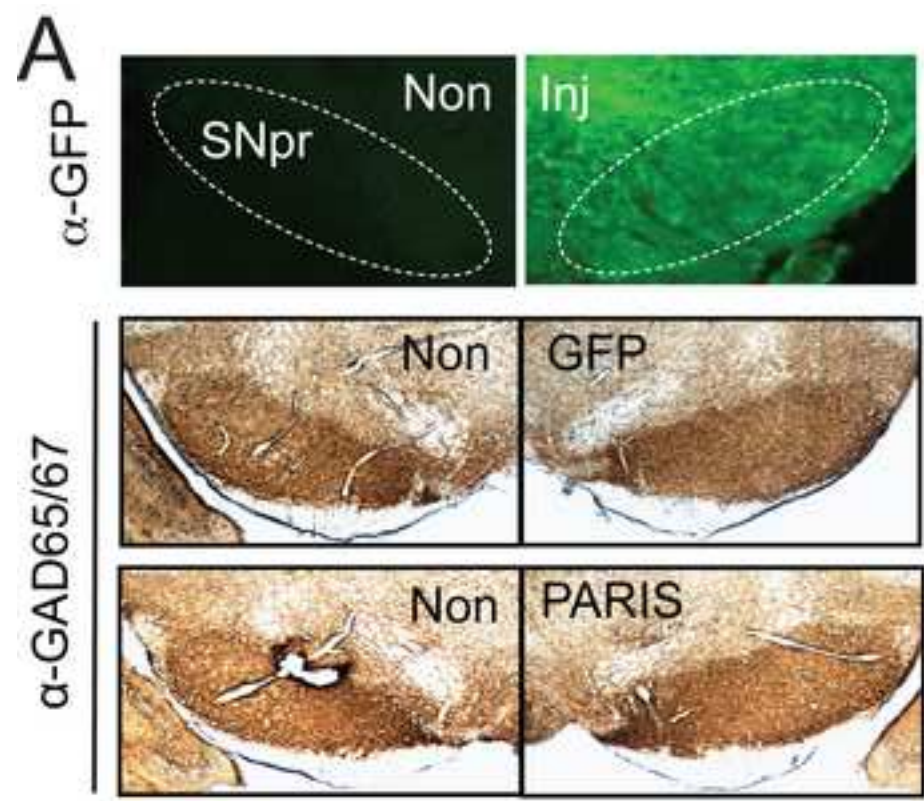 A
α-GFP
Non
Inj
SNpr
α-GAD65/67
Non
GFP
Non
PARIS